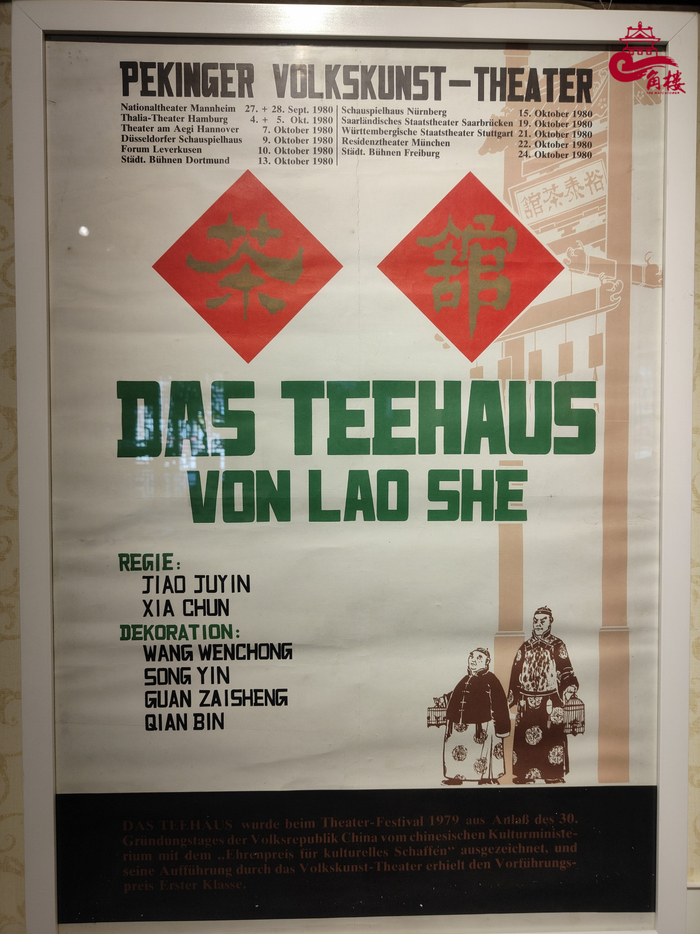 角楼
PEKINGER VOLKSKUNST-THEATER
Nationaltheater Mannheim 27. + 28. Sept. 1980
Thalia-Theater Hamburg 4. + 5. Okt. 1980
Theater am Aegi Hannover 7. Oktober 1980
Düsseldorfer Schauspielhaus 9. Oktober 1980
Forum Leverkusen 10. Oktober 1980
Städt. Bühnen Dortmund 13. Oktober 1980
Schauspielhaus Nürnberg 15. Oktober 1980
Saarländisches Staatstheater Saarbrücken 19. Oktober 1980
Württembergische Staatstheater Stuttgart 21. Oktober 1980
Residenztheater München 22. Oktober 1980
Städt. Bühnen Freiburg 24. Oktober 1980
館茶泰裕
茶館
DAS TEEHAUS
VON LAO SHE
REGIE:
JIAO JUYIN
XIA CHUN
DEKORATION:
WANG WENCHONG
SONG YIN
GUAN ZAISHENG
QIAN BIN
DAS TEEHAUS wurde beim Theater-Festival 1979 aus Anlaß des 30.
Gründungstages der Volksrepublik China vom chinesischen Kulturministe-
rium mit dem „Ehrenpreis für kulturelles Schaffen" ausgezeichnet, und
seine Aufführung durch das Volkskunst-Theater erhielt den Vorführungs-
preis Erster Klasse.